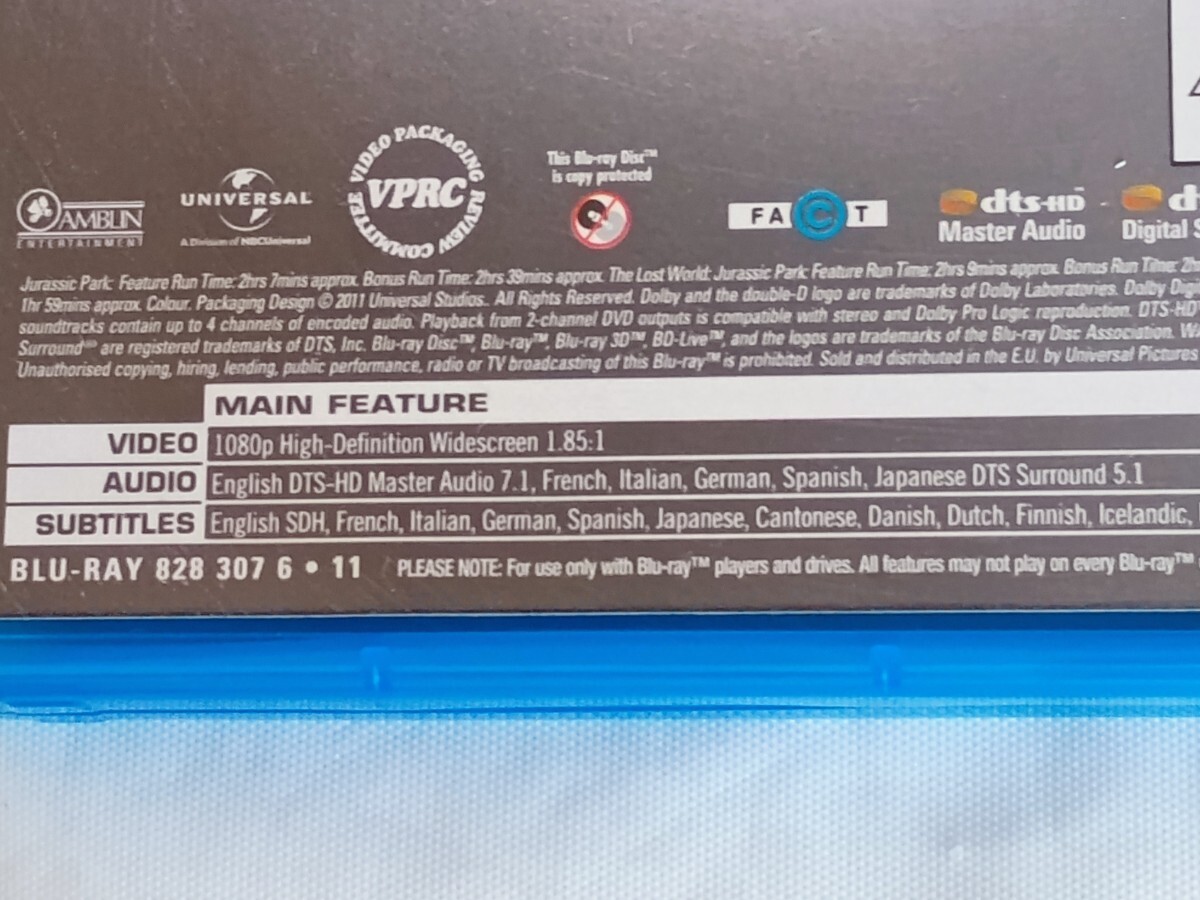 AMBLIN
ENTERTAINMENT
UNIVERSAL
A Division of NBCUniversal
VIDEO PACKAGING REVIEW COMMITTEE
VPRC
This Blu-ray Disc™
is copy protected
FACT
dts-HD
Master Audio
d
Digital S
Jurassic Park: Feature Run Time: 2hrs 7mins approx. Bonus Run Time: 2hrs 39mins approx. The Lost World: Jurassic Park Feature Run Time: 2hrs 9mins approx. Bonus Run Time:
1hr 59mins approx. Colour. Packaging Design © 2011 Universal Studios. All Rights Reserved. Dolby and the double-D logo are trademarks of Dolby Laboratories. Dolby Dig
soundtracks contain up to 4 channels of encoded audio. Playback from 2-channel DVD outputs is compatible with stereo and Dolby Pro Logic reproduction. DTS-HD
Surround℠ are registered trademarks of DTS, Inc. Blu-ray Disc™, Blu-ray™, Blu-ray 3D™, BD-Live™, and the logos are trademarks of the Blu-ray Disc Association.
Unauthorised copying, hiring, lending, public performance, radio or TV broadcasting of this Blu-ray™ is prohibited. Sold and distributed in the E.U. by Universal Pictures
MAIN FEATURE
VIDEO 1080p High-Definition Widescreen 1.85:1
AUDIO English DTS-HD Master Audio 7.1, French, Italian, German, Spanish, Japanese DTS Surround 5.1
SUBTITLES English SDH, French, Italian, German, Spanish, Japanese, Cantonese, Danish, Dutch, Finnish, Icelandic,
BLU-RAY 828 307 6 • 11 PLEASE NOTE: For use only with Blu-ray™ players and drives. All features may not play on every Blu-ray™